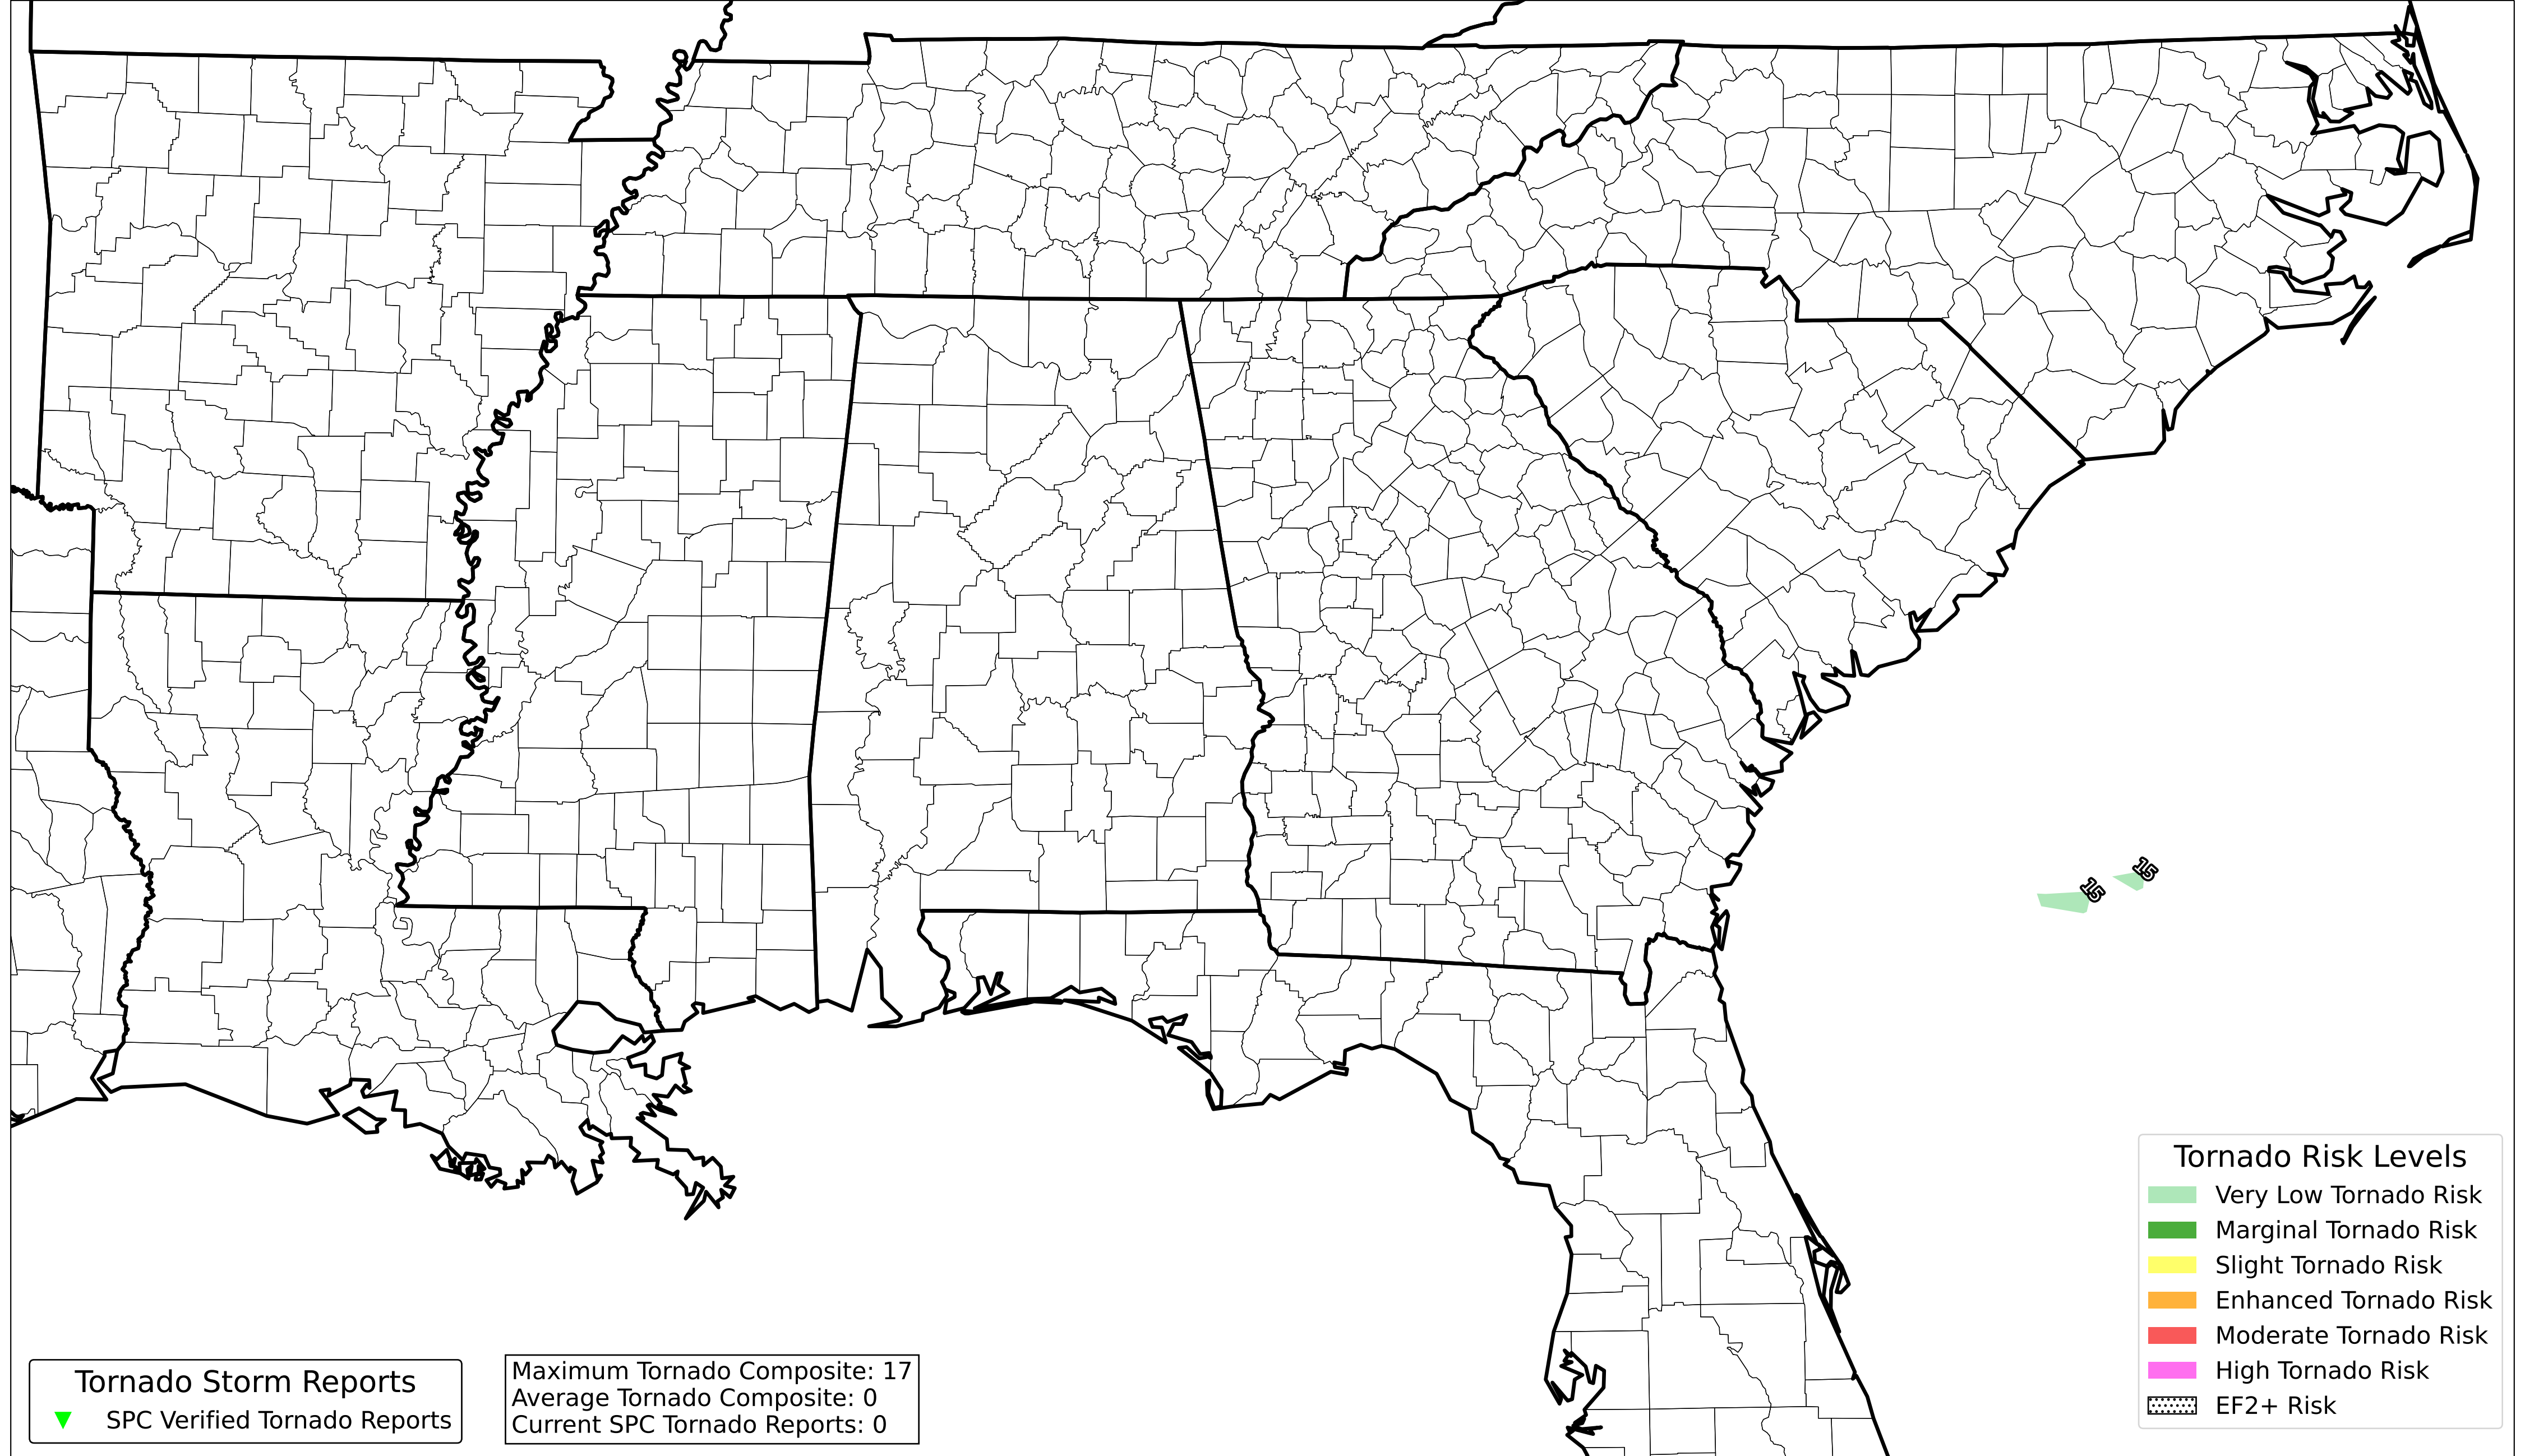 15
15
Tornado Risk Levels
Very Low Tornado Risk
Marginal Tornado Risk
Slight Tornado Risk
Enhanced Tornado Risk
Moderate Tornado Risk
High Tornado Risk
EF2+ Risk
Tornado Storm Reports
SPC Verified Tornado Reports
Maximum Tornado Composite: 17
Average Tornado Composite: 0
Current SPC Tornado Reports: 0